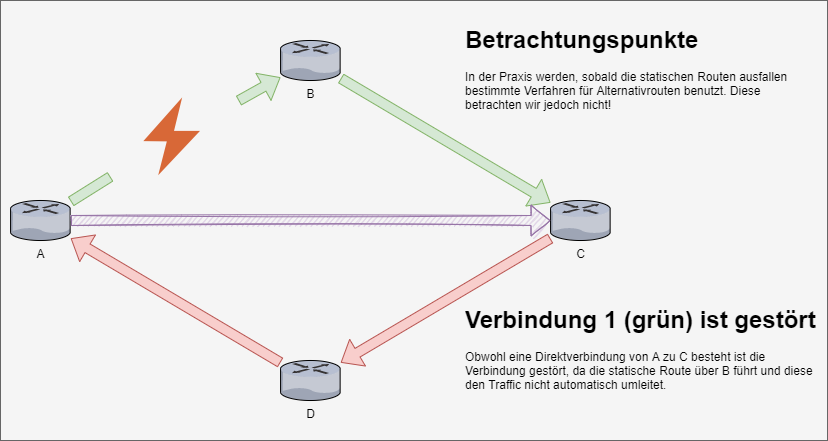 Betrachtungspunkte
In der Praxis werden, sobald die statischen Routen ausfallen
bestimmte Verfahren für Alternativrouten benutzt. Diese
betrachten wir jedoch nicht!
B
A
C
Verbindung 1 (grün) ist gestört
Obwohl eine Direktverbindung von A zu C besteht ist die
Verbindung gestört, da die statische Route über B führt und diese
den Traffic nicht automatisch umleitet.
D